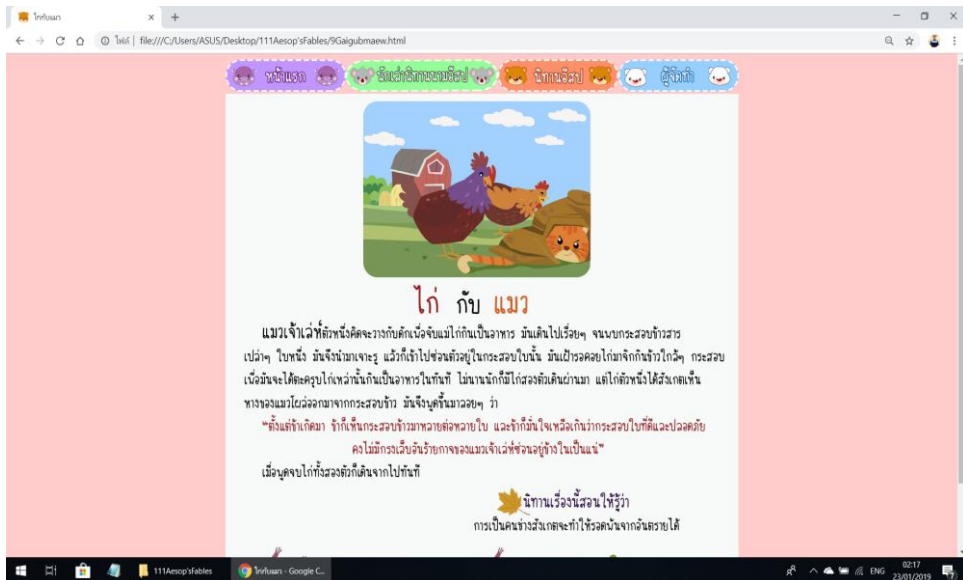 ไก่กับแมว
ไฟล์ | file:///C:/Users/ASUS/Desktop/111Aesop'sFables/9Gaigubmaew.html
หน้าแรก นักเล่านิทานนามอีสป นิทานอีสป ผู้จัดทำ
ไก่ กับ แมว
แมวเจ้าเล่ห์ตัวหนึ่งคิดจะวางกับดักเพื่อจับแม่ไก่กินเป็นอาหาร มันเดินไปเรื่อยๆ จนพบกระสอบข้าวสาร
เปล่าๆ ใบหนึ่ง มันจึงนำมาเจาะรู แล้วก็เข้าไปซ่อนตัวอยู่ในกระสอบใบนั้น มันเฝ้ารอคอยไก่มาจิกกินข้าวใกล้ๆ กระสอบ
เพื่อมันจะได้ตะครุบไก่เหล่านั้นกินเป็นอาหารในทันที ไม่นานนักก็มีไก่สองตัวเดินผ่านมา แต่ไก่ตัวหนึ่งได้สังเกตเห็น
หางของแมวโผล่ออกมาจากกระสอบข้าว มันจึงพูดขึ้นมาลอยๆ ว่า
“ตั้งแต่ข้าเกิดมา ข้าก็เห็นกระสอบข้าวมาหลายต่อหลายใบ และข้าก็มั่นใจเหลือเกินว่ากระสอบใบที่ดีและปลอดภัย
คงไม่มีกรงเล็บอันร้ายกาจของแมวเจ้าเล่ห์ซ่อนอยู่ข้างในเป็นแน่”
เมื่อพูดจบไก่ทั้งสองตัวก็เดินจากไปทันที
นิทานเรื่องนี้สอนให้รู้ว่า
การเป็นคนช่างสังเกตจะทำให้รอดพ้นจากอันตรายได้
111Aesop'sfables ไก่กับแมว - Google C... ENG 02:17
23/01/2019